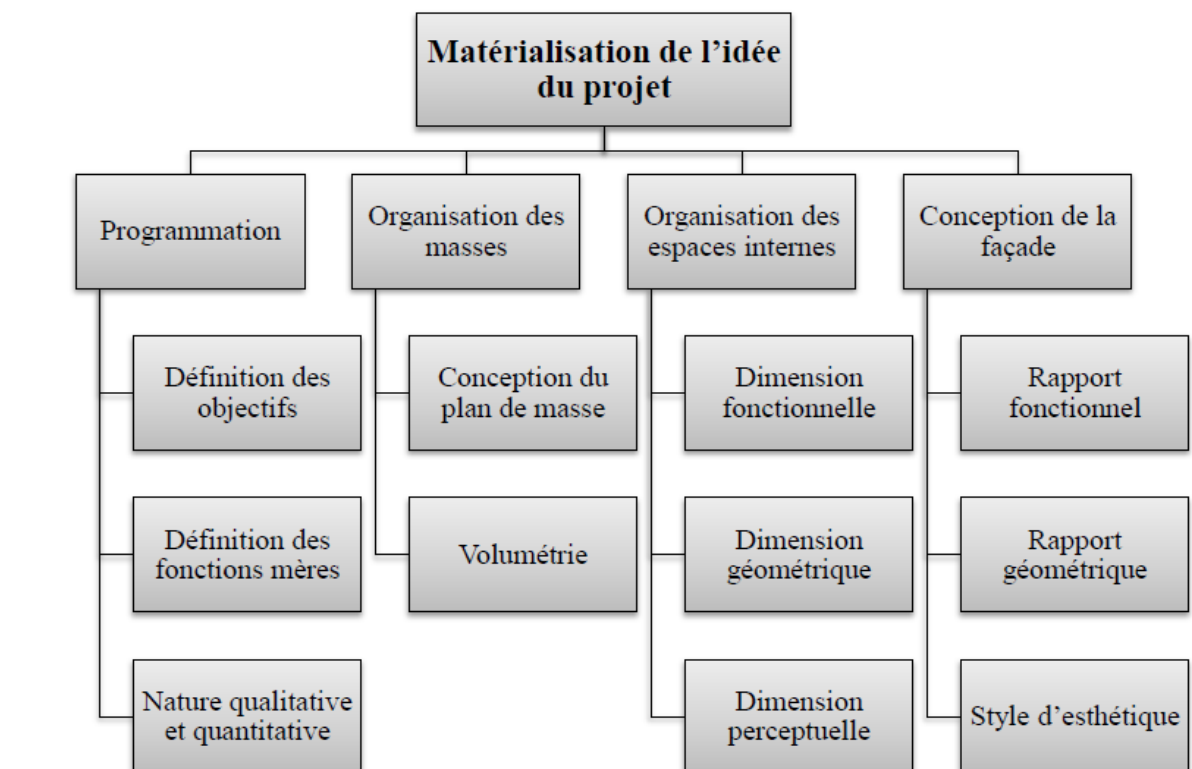 Matérialisation de l’idée
du projet
Programmation
Organisation des
masses
Organisation des
espaces internes
Conception de la
façade
Définition des
objectifs
Conception du
plan de masse
Dimension
fonctionnelle
Rapport
fonctionnel
Définition des
fonctions mères
Volumétrie
Dimension
géométrique
Rapport
géométrique
Nature qualitative
et quantitative
Dimension
perceptuelle
Style d’esthétique